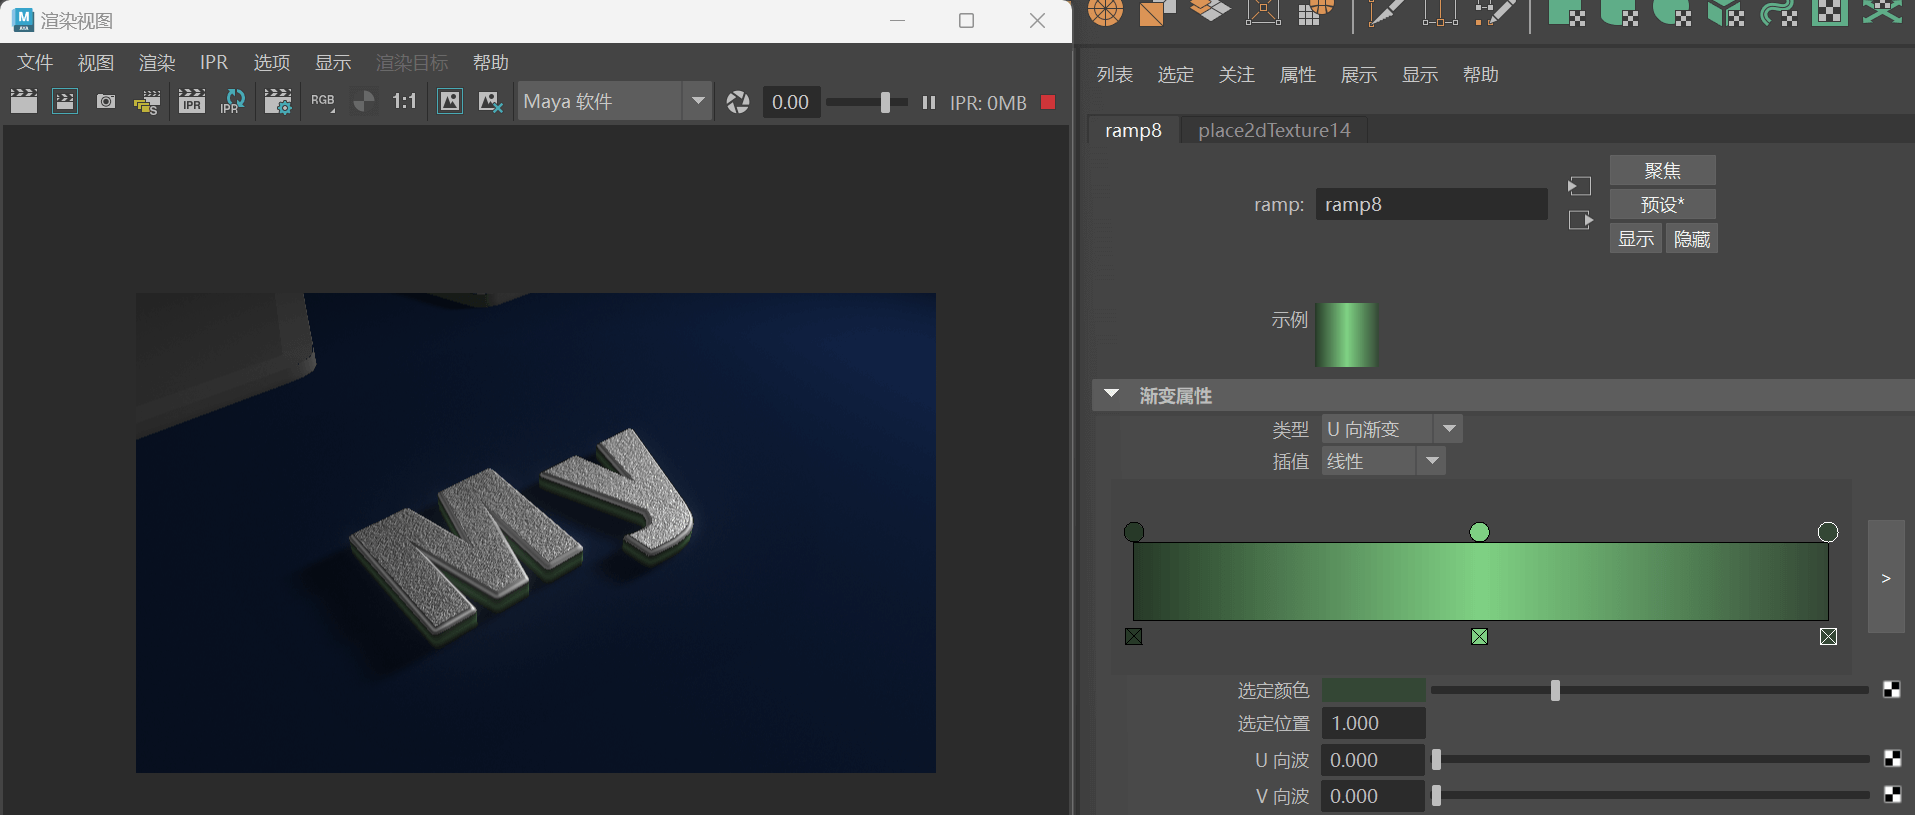 渲染视图
文件 视图 渲染 IPR 选项 显示 渲染目标 帮助
IPR IPR RGB 1:1 Maya 软件 0.00 IPR: 0MB
My
列表 选定 关注 属性 展示 显示 帮助
ramp8 place2dTexture14
聚焦
ramp: ramp8 预设*
显示 隐藏
示例
渐变属性
类型 U 向渐变
插值 线性
>
选定颜色
选定位置 1.000
U 向波 0.000
V 向波 0.000